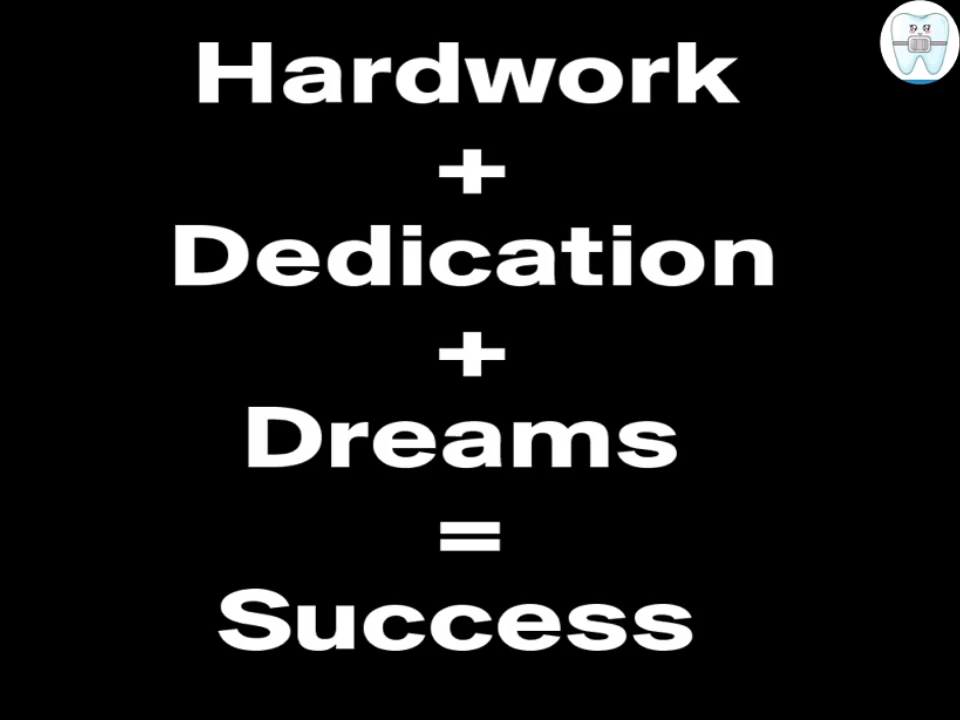 Hardwork
+
Dedication
+
Dreams
=
Success